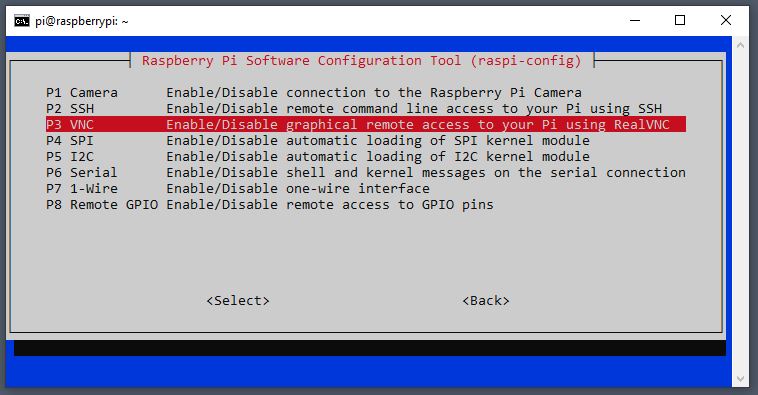 pi@raspberrypi: ~
Raspberry Pi Software Configuration Tool (raspi-config)
P1 Camera Enable/Disable connection to the Raspberry Pi Camera
P2 SSH Enable/Disable remote command line access to your Pi using SSH
P3 VNC Enable/Disable graphical remote access to your Pi using RealVNC
P4 SPI Enable/Disable automatic loading of SPI kernel module
P5 I2C Enable/Disable automatic loading of I2C kernel module
P6 Serial Enable/Disable shell and kernel messages on the serial connection
P7 1-Wire Enable/Disable one-wire interface
P8 Remote GPIO Enable/Disable remote access to GPIO pins
<Select> <Back>